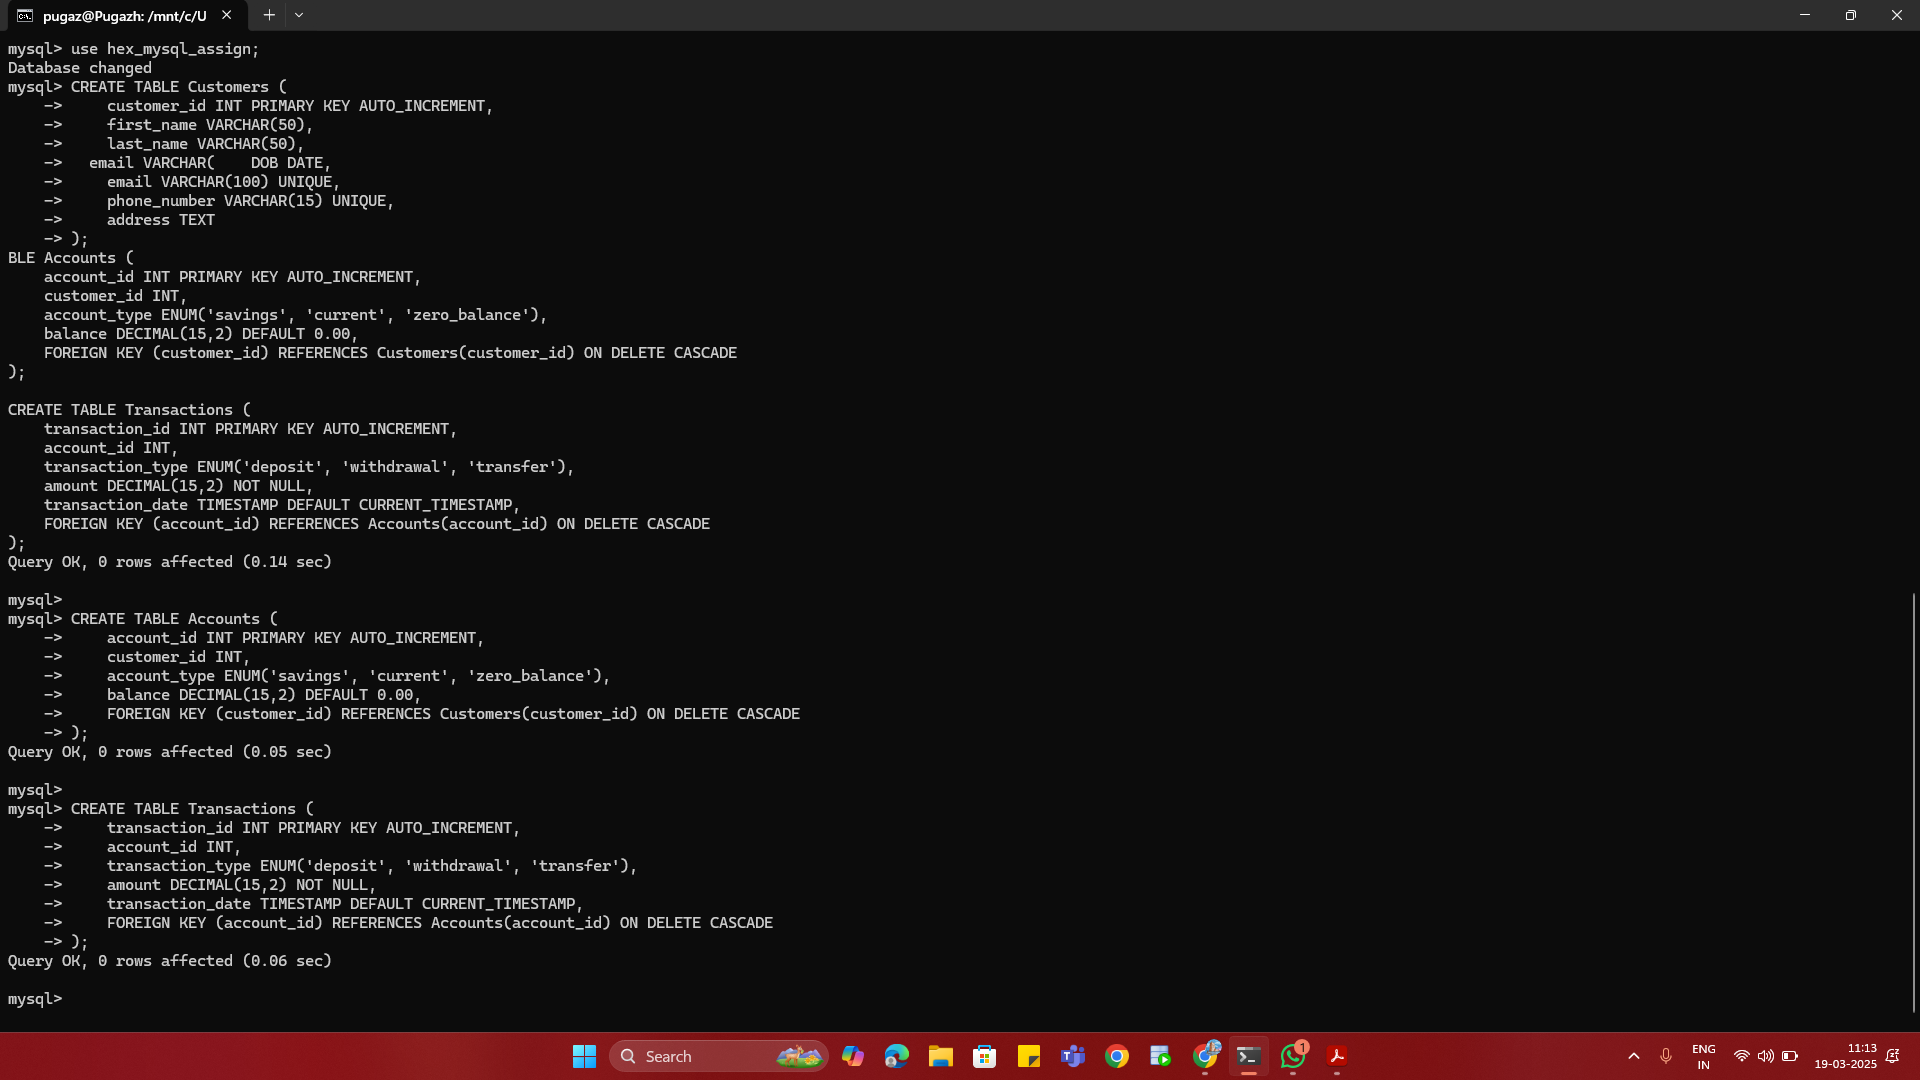 pugaz@Pugazh: /mnt/c/U
mysql> use hex_mysql_assign;
Database changed
mysql> CREATE TABLE Customers (
    ->     customer_id INT PRIMARY KEY AUTO_INCREMENT,
    ->     first_name VARCHAR(50),
    ->     last_name VARCHAR(50),
    ->   email VARCHAR(    DOB DATE,
    ->     email VARCHAR(100) UNIQUE,
    ->     phone_number VARCHAR(15) UNIQUE,
    ->     address TEXT
    -> );
BLE Accounts (
    account_id INT PRIMARY KEY AUTO_INCREMENT,
    customer_id INT,
    account_type ENUM('savings', 'current', 'zero_balance'),
    balance DECIMAL(15,2) DEFAULT 0.00,
    FOREIGN KEY (customer_id) REFERENCES Customers(customer_id) ON DELETE CASCADE
);
CREATE TABLE Transactions (
    transaction_id INT PRIMARY KEY AUTO_INCREMENT,
    account_id INT,
    transaction_type ENUM('deposit', 'withdrawal', 'transfer'),
    amount DECIMAL(15,2) NOT NULL,
    transaction_date TIMESTAMP DEFAULT CURRENT_TIMESTAMP,
    FOREIGN KEY (account_id) REFERENCES Accounts(account_id) ON DELETE CASCADE
);
Query OK, 0 rows affected (0.14 sec)
mysql>
mysql> CREATE TABLE Accounts (
    ->     account_id INT PRIMARY KEY AUTO_INCREMENT,
    ->     customer_id INT,
    ->     account_type ENUM('savings', 'current', 'zero_balance'),
    ->     balance DECIMAL(15,2) DEFAULT 0.00,
    ->     FOREIGN KEY (customer_id) REFERENCES Customers(customer_id) ON DELETE CASCADE
    -> );
Query OK, 0 rows affected (0.05 sec)
mysql>
mysql> CREATE TABLE Transactions (
    ->     transaction_id INT PRIMARY KEY AUTO_INCREMENT,
    ->     account_id INT,
    ->     transaction_type ENUM('deposit', 'withdrawal', 'transfer'),
    ->     amount DECIMAL(15,2) NOT NULL,
    ->     transaction_date TIMESTAMP DEFAULT CURRENT_TIMESTAMP,
    ->     FOREIGN KEY (account_id) REFERENCES Accounts(account_id) ON DELETE CASCADE
    -> );
Query OK, 0 rows affected (0.06 sec)
mysql>
Search
1
ENG
IN
11:13
19-03-2025